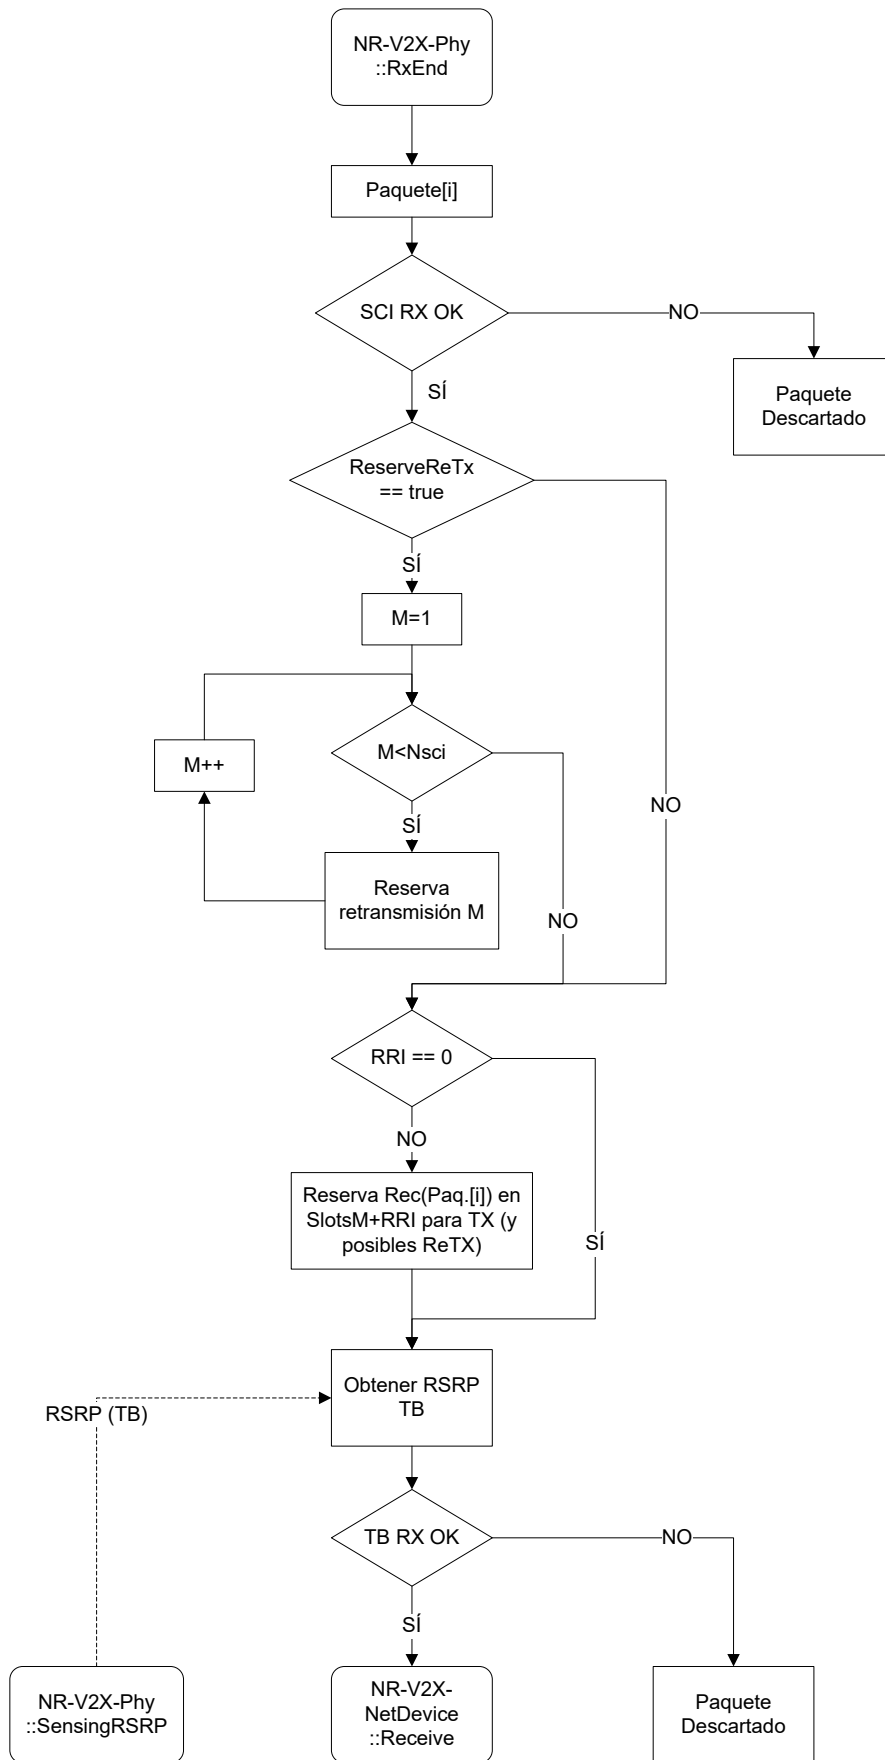 NR-V2X-Phy
::RxEnd
Paquete[i]
SCI RX OK
NO
Paquete
Descartado
SÍ
ReserveReTx
== true
SÍ
M=1
M<Nsci
M++
NO
SÍ
Reserva
retransmisión M
NO
RRI == 0
NO
Reserva Rec(Paq.[i]) en
SlotsM+RRI para TX (y
posibles ReTX)
SÍ
Obtener RSRP
TB
RSRP (TB)
TB RX OK
NO
SÍ
NR-V2X-Phy
::SensingRSRP
NR-V2X-
NetDevice
::Receive
Paquete
Descartado